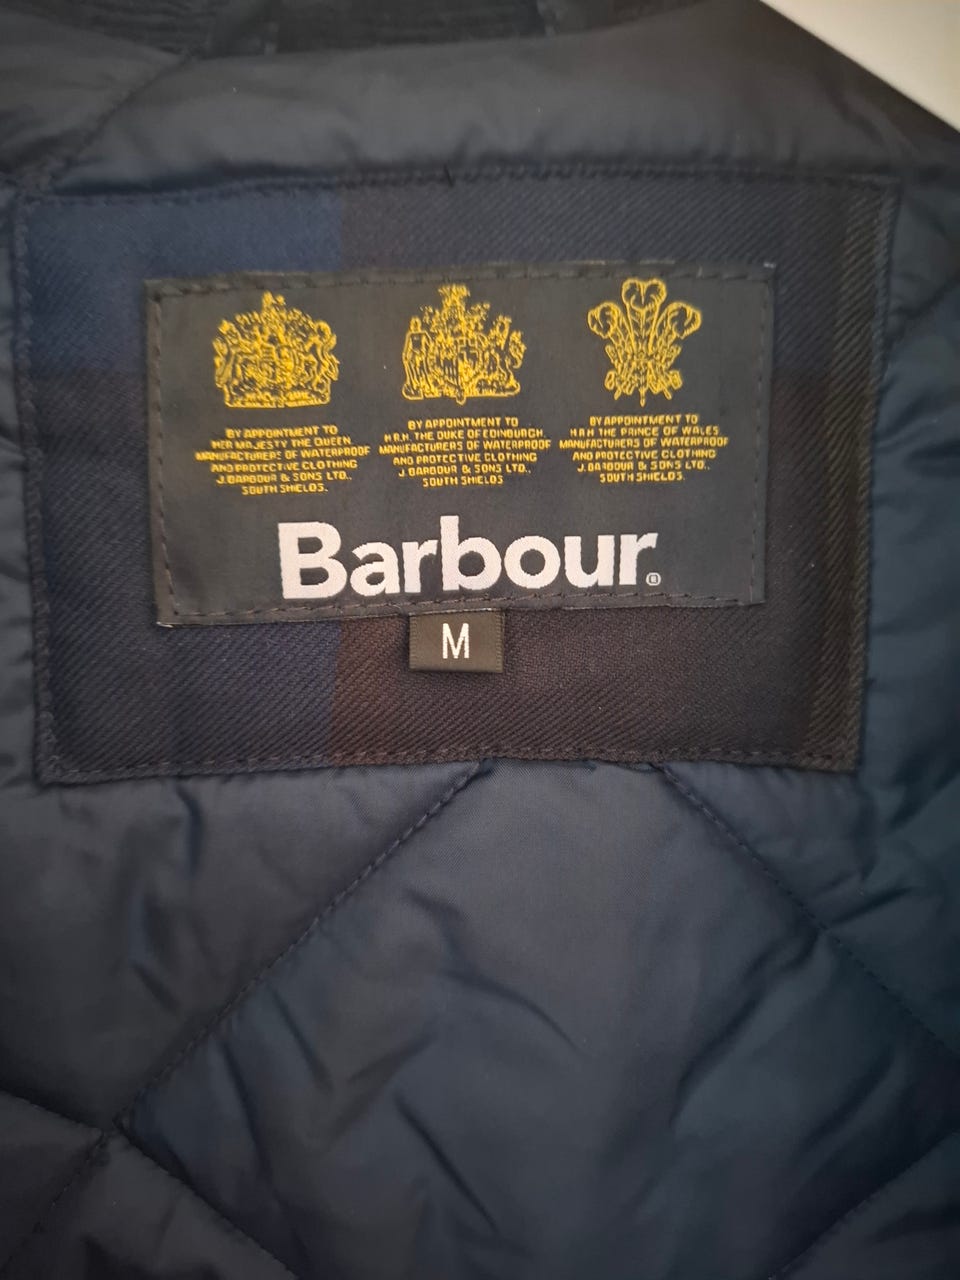 BY APPOINTMENT TO
HER MAJESTY THE QUEEN
MANUFACTURERS OF WATERPROOF
AND PROTECTIVE CLOTHING
J.BARBOUR & SONS LTD.,
SOUTH SHIELDS.
BY APPOINTMENT TO
H.R.H. THE DUKE OF EDINBURGH
MANUFACTURERS OF WATERPROOF
AND PROTECTIVE CLOTHING
J.BARBOUR & SONS LTD.,
SOUTH SHIELDS
BY APPOINTMENT TO
H.R.H THE PRINCE OF WALES
MANUFACTURERS OF WATERPROOF
AND PROTECTIVE CLOTHING
J.BARBOUR & SONS LTD.,
SOUTH SHIELDS.
Barbour®
M